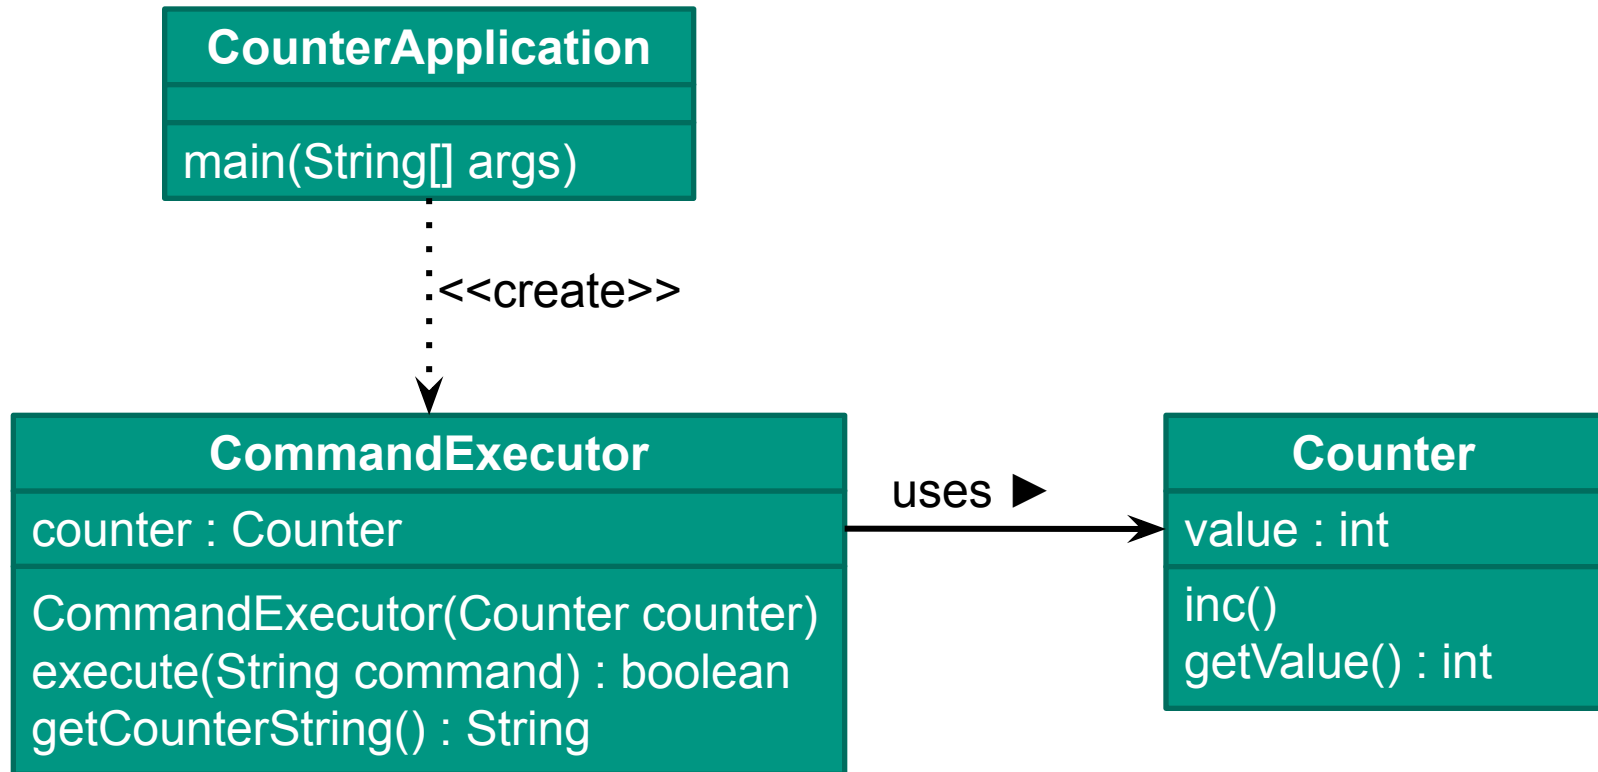 CounterApplication
main(String[] args)
<<create>>
CommandExecutor
counter : Counter
CommandExecutor(Counter counter)
execute(String command) : boolean
getCounterString() : String
uses ►
Counter
value : int
inc()
getValue() : int